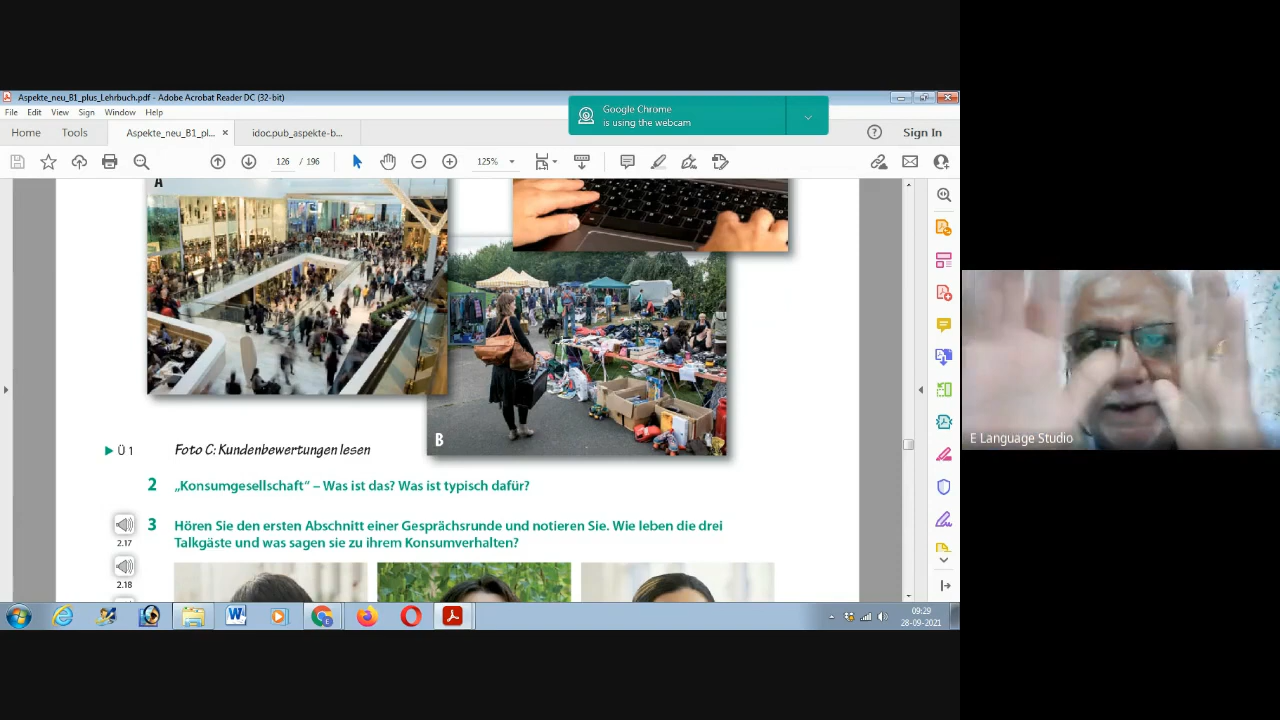 Aspekte_neu_B1_plus_Lehrbuch.pdf - Adobe Acrobat Reader DC (32-bit)
File Edit View Sign Window Help
Google Chrome
is using the webcam
Home Tools Aspekte_neu_B1_pl... × idoc.pub_aspekte-b... Sign In
126 / 196 125%
A
B
Ü 1 Foto C: Kundenbewertungen lesen
2 „Konsumgesellschaft“ – Was ist das? Was ist typisch dafür?
3 Hören Sie den ersten Abschnitt einer Gesprächsrunde und notieren Sie. Wie leben die drei
2.17 Talkgäste und was sagen sie zu ihrem Konsumverhalten?
2.18
E Language Studio
09:29
28-09-2021